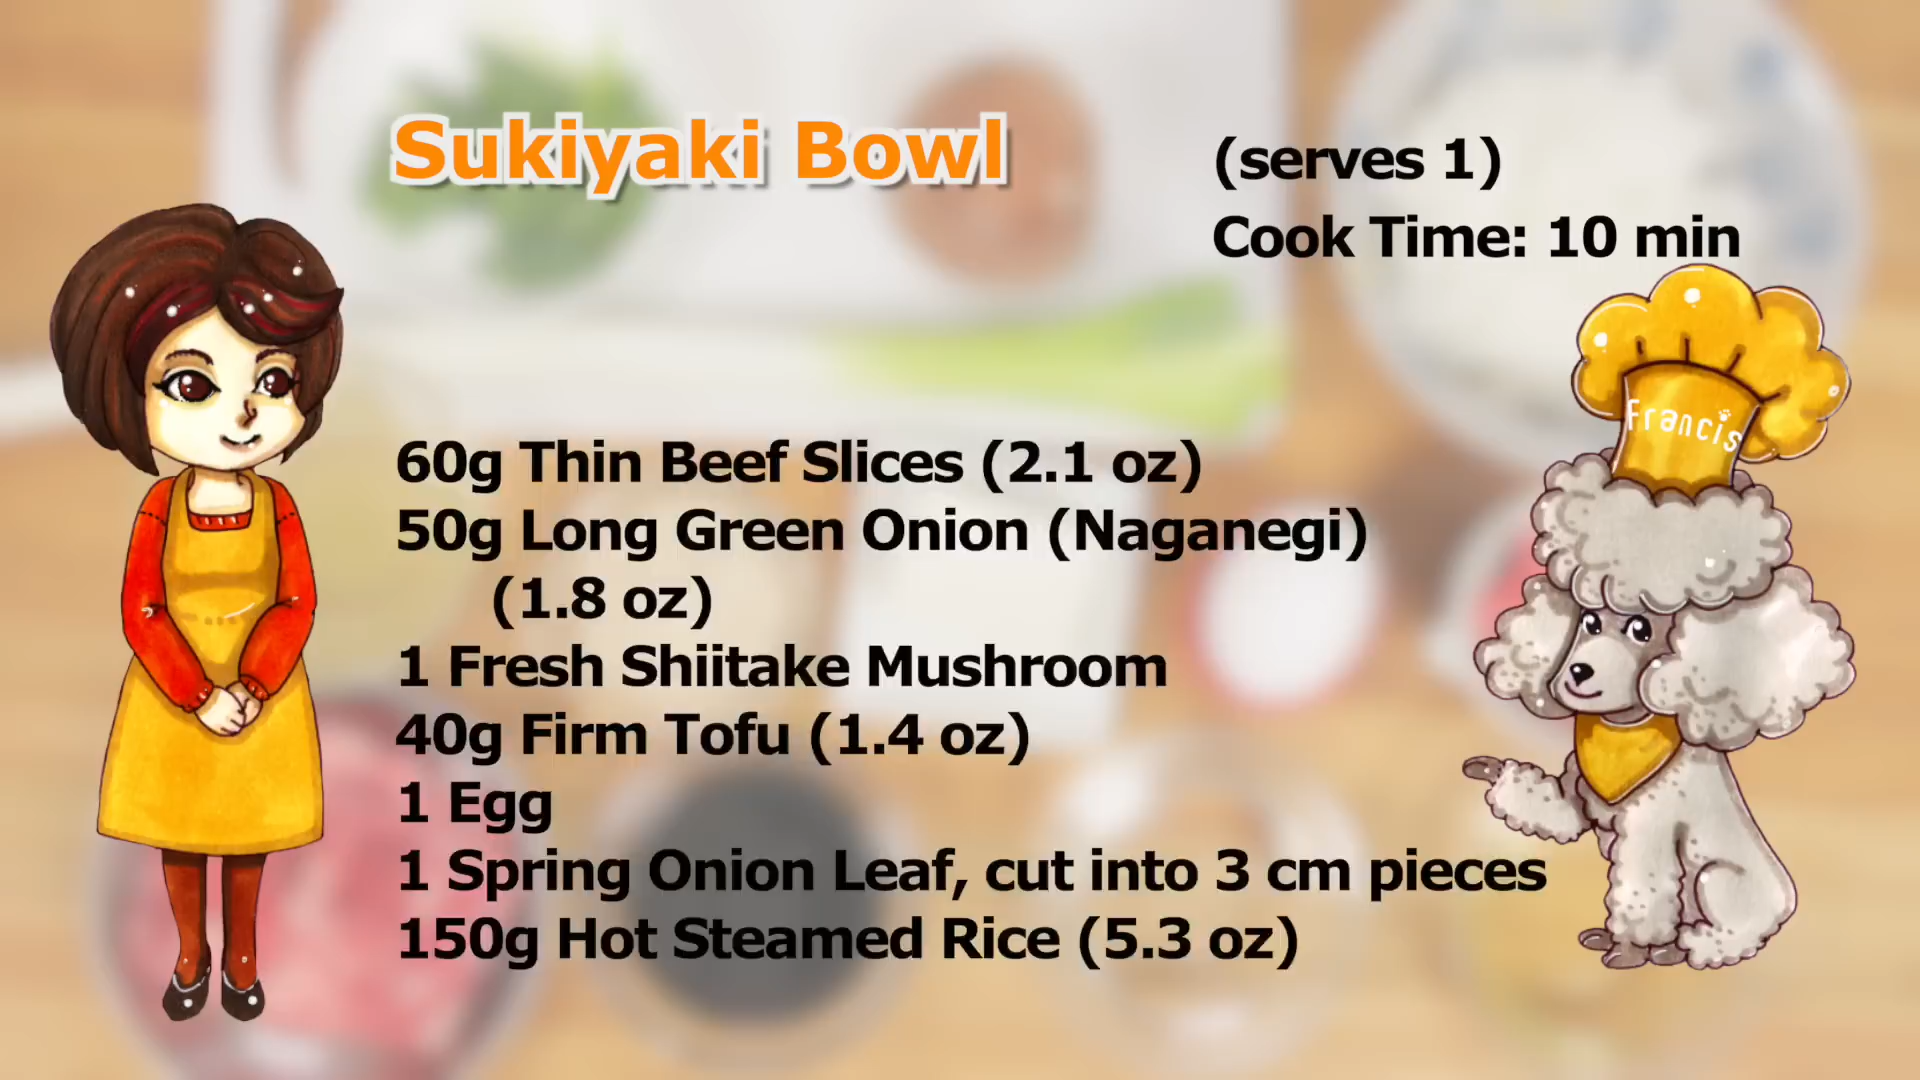 Sukiyaki Bowl
(serves 1)
Cook Time: 10 min
Francis
60g Thin Beef Slices (2.1 oz)
50g Long Green Onion (Naganegi)
(1.8 oz)
1 Fresh Shiitake Mushroom
40g Firm Tofu (1.4 oz)
1 Egg
1 Spring Onion Leaf, cut into 3 cm pieces
150g Hot Steamed Rice (5.3 oz)